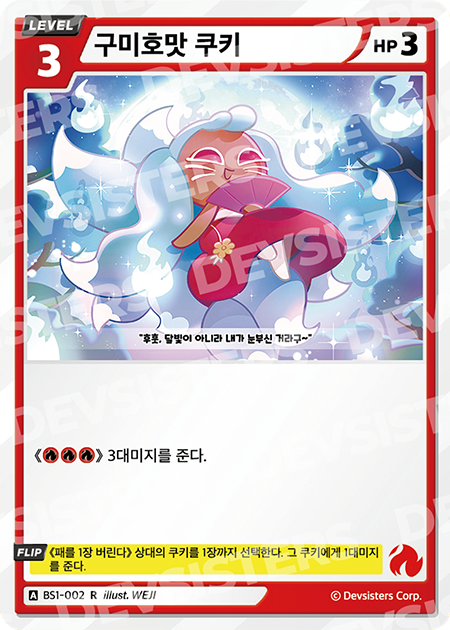 LEVEL
3
구미호맛 쿠키
HP 3
"후훗, 달빛이 아니라 내가 눈부신 거라구~"
《🔥🔥🔥》 3대미지를 준다.
FLIP
《패를 1장 버린다》 상대의 쿠키를 1장까지 선택한다. 그 쿠키에게 1대미지
를 준다.
A BS1-002 R illust. WEJI
© Devsisters Corp.
DEVSISTERS